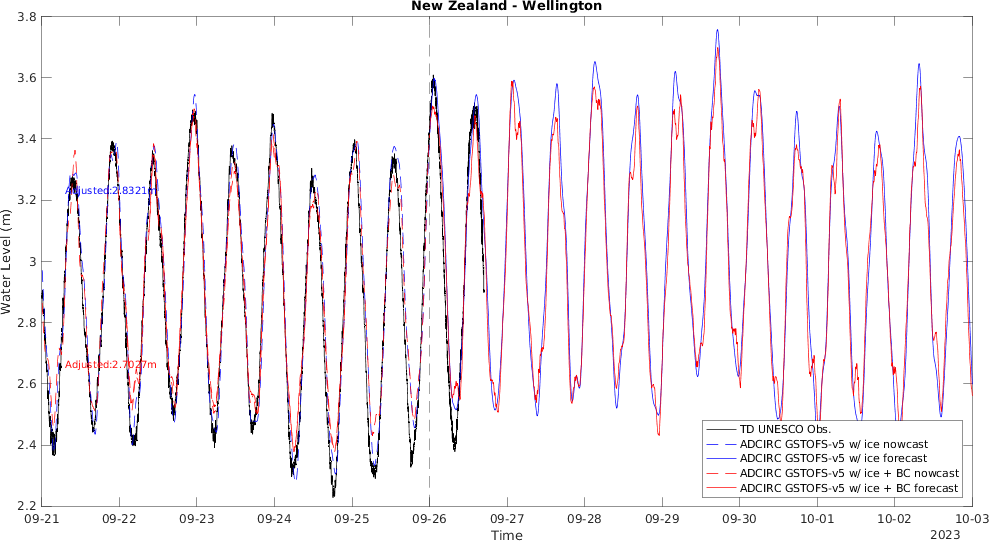 New Zealand - Wellington
3.8
3.6
3.4
3.2
3
2.8
2.6
2.4
2.2
Water Level (m)
Adjusted:2.8321m
Adjusted:2.7027m
TD UNESCO Obs.
ADCIRC GSTOFS-v5 w/ ice nowcast
ADCIRC GSTOFS-v5 w/ ice forecast
ADCIRC GSTOFS-v5 w/ ice + BC nowcast
ADCIRC GSTOFS-v5 w/ ice + BC forecast
09-21 09-22 09-23 09-24 09-25 09-26 09-27 09-28 09-29 09-30 10-01 10-02 10-03
Time
2023